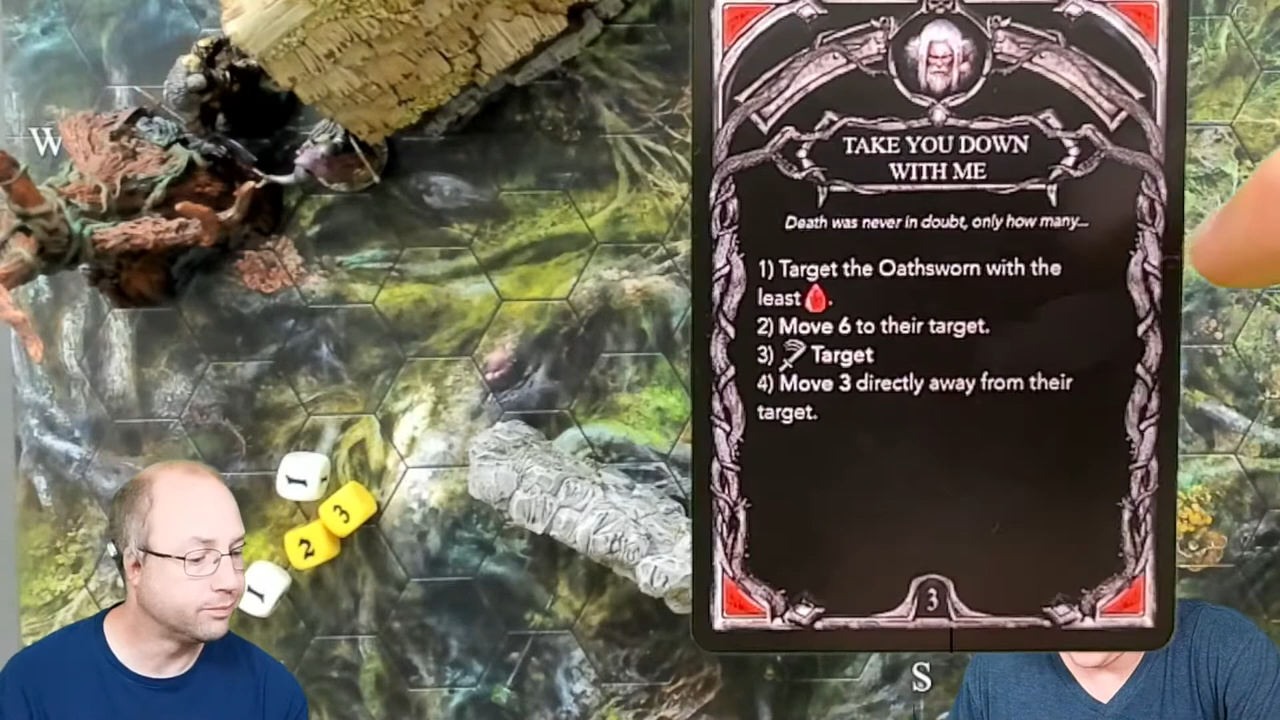 W
TAKE YOU DOWN
WITH ME
Death was never in doubt, only how many...
1) Target the Oathsworn with the
least .
2) Move 6 to their target.
3) Target
4) Move 3 directly away from their
target.
1
3
2
1
3
S